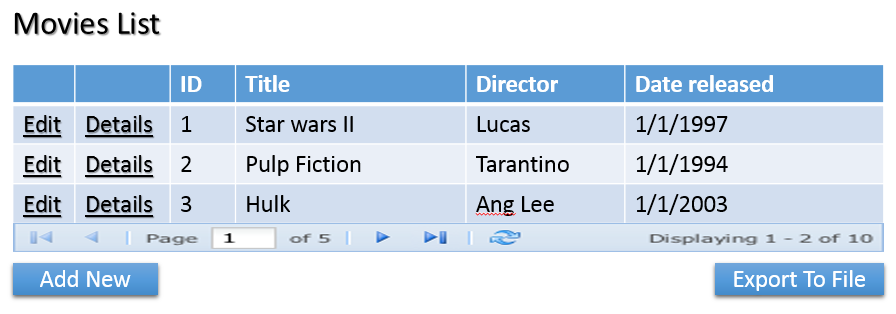 Movies List
ID Title Director Date released
Edit Details 1 Star wars II Lucas 1/1/1997
Edit Details 2 Pulp Fiction Tarantino 1/1/1994
Edit Details 3 Hulk Ang Lee 1/1/2003
Page 1 of 5 Displaying 1 - 2 of 10
Add New Export To File